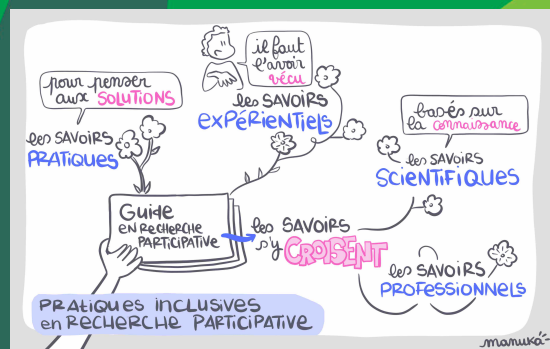 il faut
l'avoir
vécu
les SAVOIRS
EXPÉRIENTIELS
pour penser
aux SOLUTIONS
les SAVOIRS
PRATIQUES
basés sur
la connaissance
les SAVOIRS
SCIENTIFIQUES
Guide
EN RECHERCHE
PARTICIPATIVE
les SAVOIRS
s'y CROISENT
les SAVOIRS
PROFESSIONNELS
PRATIQUES INCLUSIVES
en RECHERCHE PARTICIPATIVE
manuka